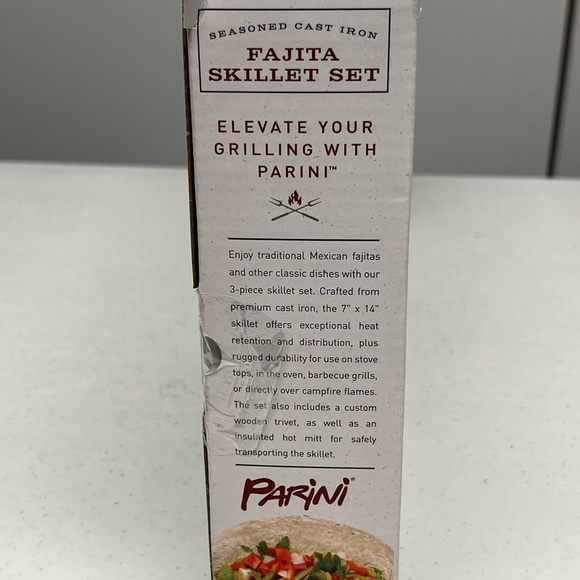 SEASONED CAST IRON
FAJITA
SKILLET SET
ELEVATE YOUR
GRILLING WITH
PARINI™
Enjoy traditional Mexican fajitas
and other classic dishes with our
3-piece skillet set. Crafted from
premium cast iron, the 7" x 14"
skillet offers exceptional heat
retention and distribution, plus
rugged durability for use on stove
tops, in the oven, barbecue grills,
or directly over campfire flames.
The set also includes a custom
wooden trivet, as well as an
insulated hot mitt for safely
transporting the skillet.
PARINI®